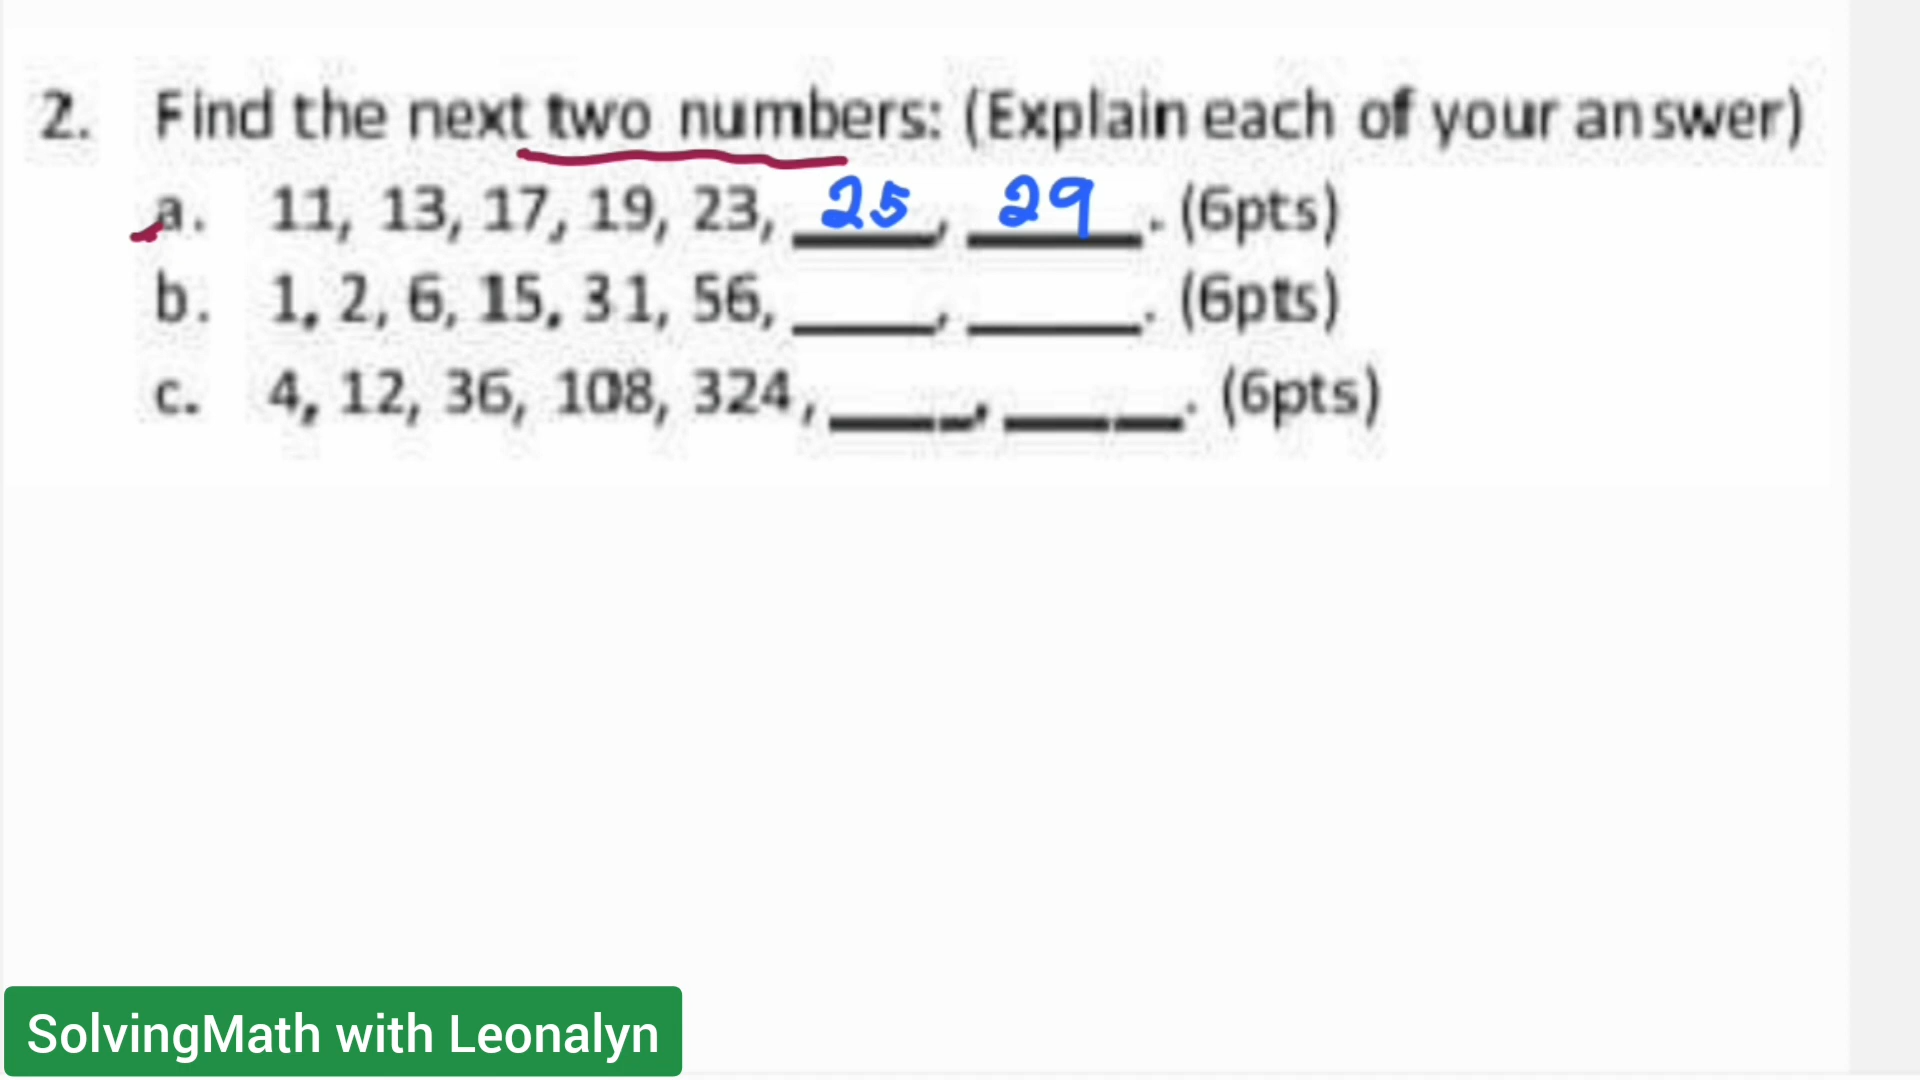 2. Find the next two numbers: (Explain each of your answer)
a. 11, 13, 17, 19, 23, 25, 29. (6pts)
b. 1, 2, 6, 15, 31, 56, ____, ____. (6pts)
c. 4, 12, 36, 108, 324, ____, ____. (6pts)
SolvingMath with Leonalyn